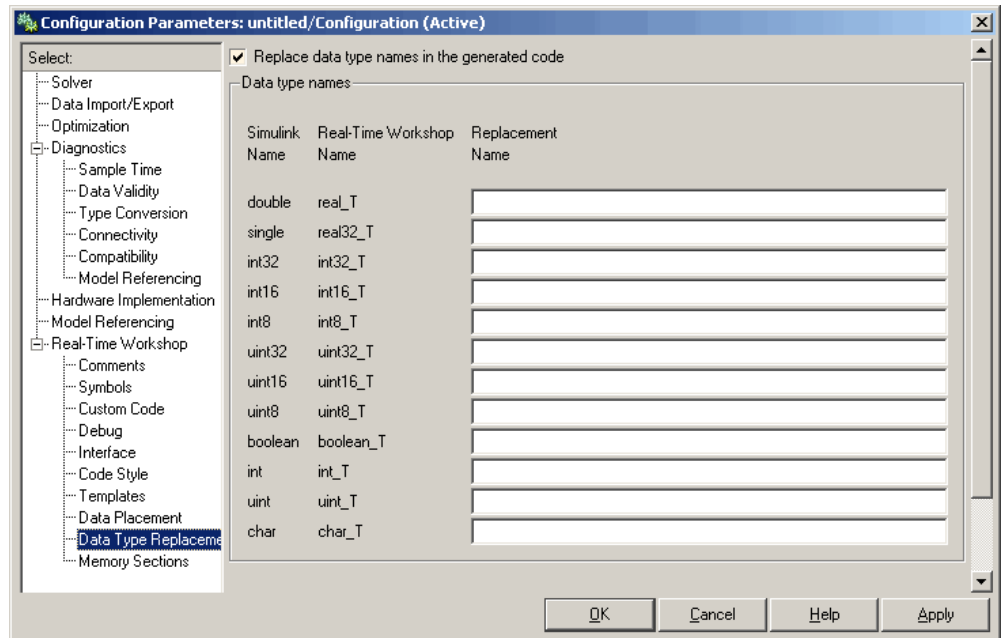 Configuration Parameters: untitled/Configuration (Active)
Select:
Solver
Data Import/Export
Optimization
Diagnostics
Sample Time
Data Validity
Type Conversion
Connectivity
Compatibility
Model Referencing
Hardware Implementation
Model Referencing
Real-Time Workshop
Comments
Symbols
Custom Code
Debug
Interface
Code Style
Templates
Data Placement
Data Type Replaceme
Memory Sections
Replace data type names in the generated code
Data type names
Simulink Name Real-Time Workshop Name Replacement Name
double real_T
single real32_T
int32 int32_T
int16 int16_T
int8 int8_T
uint32 uint32_T
uint16 uint16_T
uint8 uint8_T
boolean boolean_T
int int_T
uint uint_T
char char_T
OK Cancel Help Apply